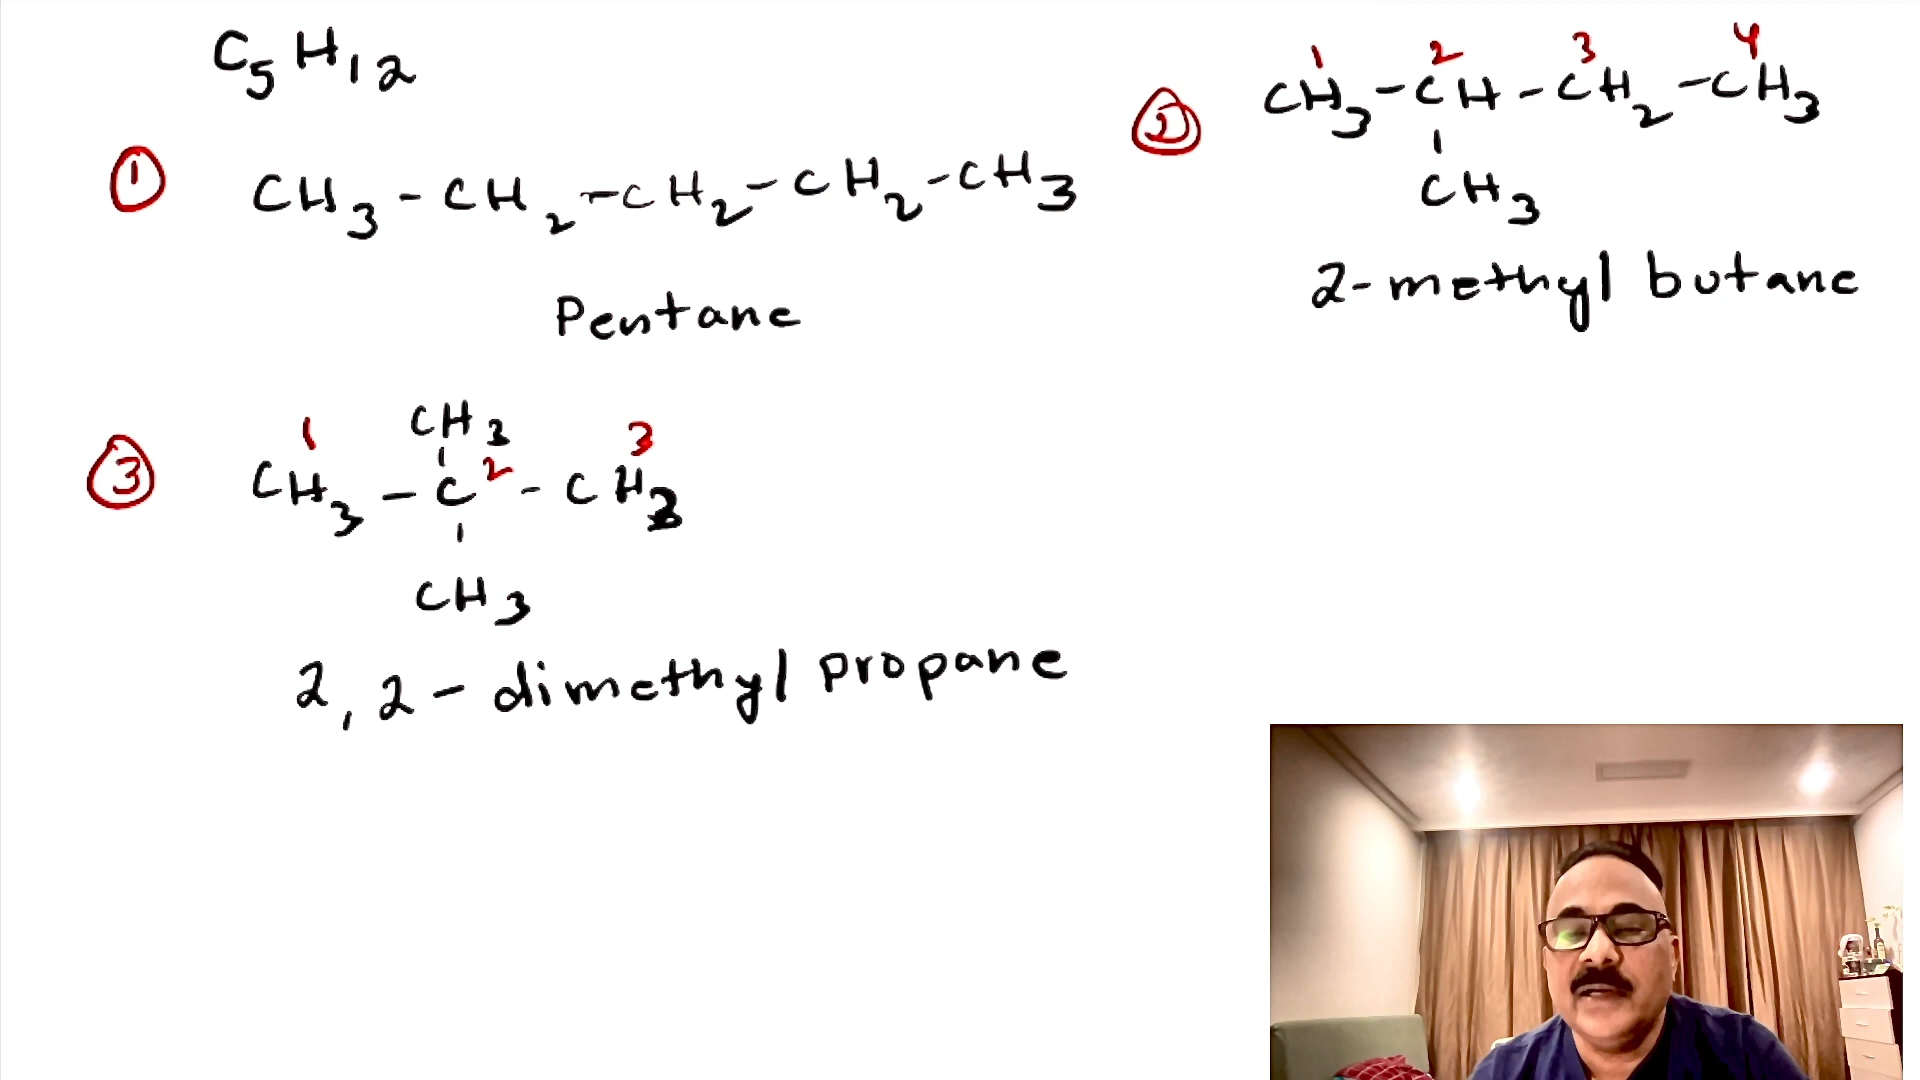 C5H12
1
CH3-CH2-CH2-CH2-CH3
Pentane
2
1 2 3 4
CH3-CH-CH2-CH3
CH3
2-methyl butane
3
CH3
1 2 3
CH3-C-CH3
CH3
2,2-dimethyl propane